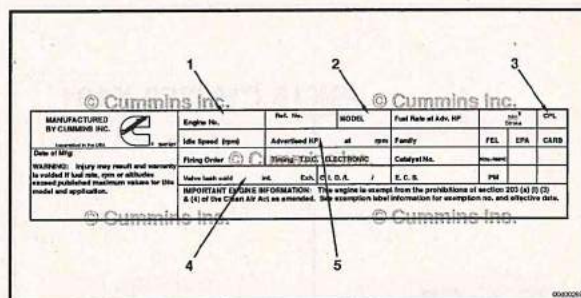 1
2
3
© Cummins Inc.
© Cummins Inc.
MANUFACTURED
BY CUMMINS INC.
Engine No.
Ref. No.
MODEL
Fuel Rate at Adv. HP
CPL
Idle Speed (rpm)
Advertised HP
at
rpm
Family
FEL
EPA
CARB
Date of Mfg:
Firing Order
Timing - T.D.C.
ELECTRONIC
Catalyst No.
WARNING: Injury may result and warranty
is voided if fuel rate, rpm or altitudes
exceed published maximum values for this
model and application.
Valve lash cold
int.
Exh.
C. I. D. /L.
/
E. C. S.
PM
IMPORTANT ENGINE INFORMATION: This engine is exempt from the prohibitions of section 203 (a) (1) (3)
& (4) of the Clean Air Act as amended. See exemption label information for exemption no. and effective date.
© Cummins Inc.
© Cummins Inc.
4
5